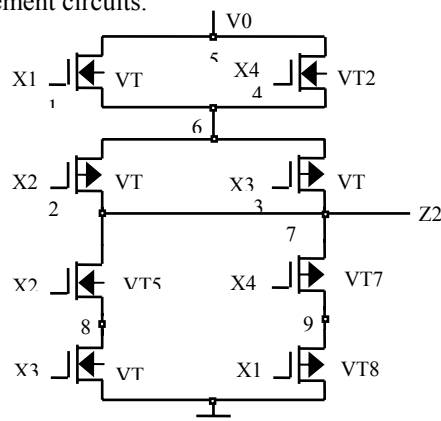 ement circuits.
V0
5
X1 VT X4 VT2
1 4
6
X2 VT X3 VT
2 3
Z2
7
X2 VT5 X4 VT7
8 9
X3 VT X1 VT8